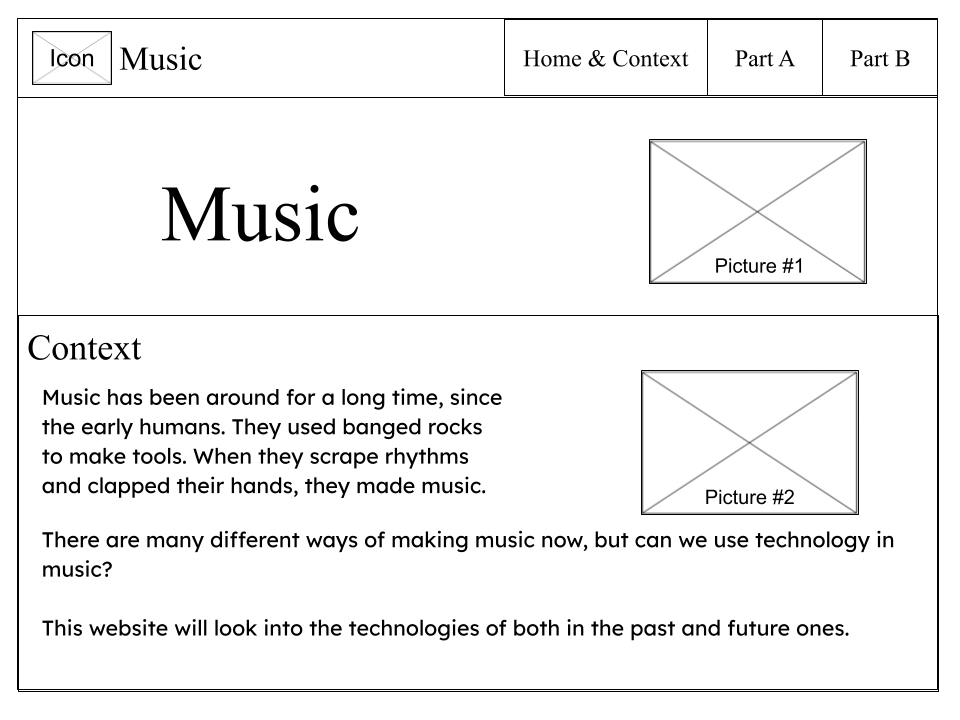 Icon Music Home & Context Part A Part B
Music
Picture #1
Context
Music has been around for a long time, since
the early humans. They used banged rocks
to make tools. When they scrape rhythms
and clapped their hands, they made music.
Picture #2
There are many different ways of making music now, but can we use technology in
music?
This website will look into the technologies of both in the past and future ones.